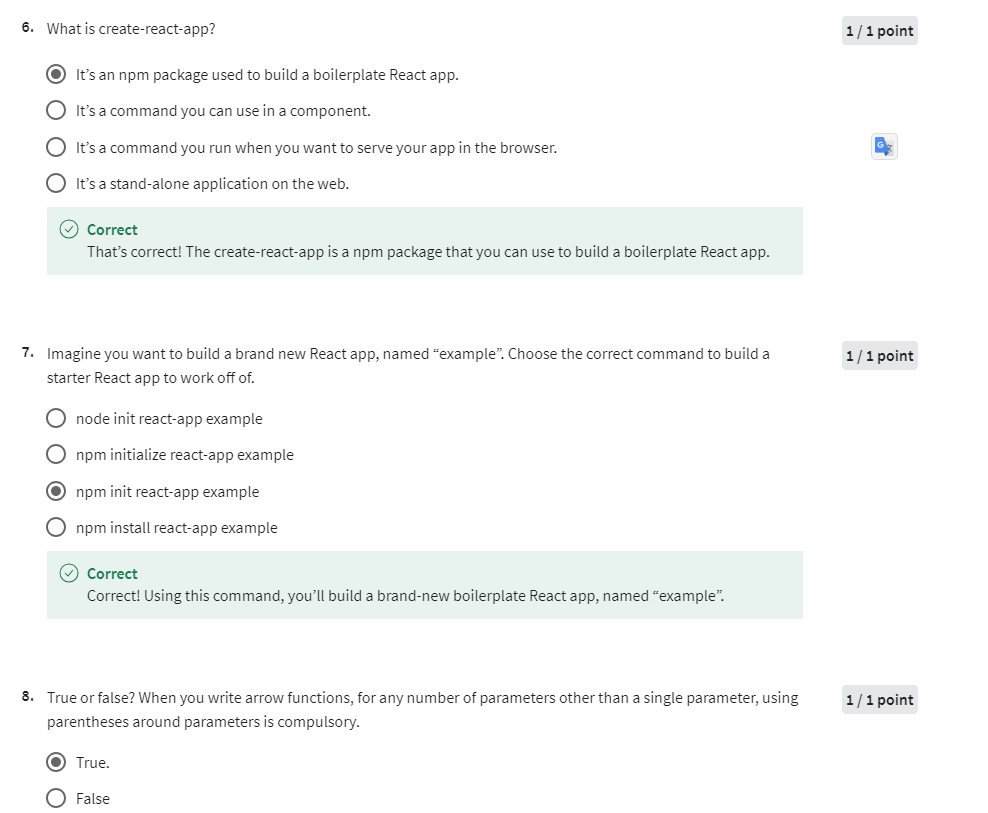 6. What is create-react-app?
1 / 1 point
It’s an npm package used to build a boilerplate React app.
It’s a command you can use in a component.
It’s a command you run when you want to serve your app in the browser.
It’s a stand-alone application on the web.
Correct
That’s correct! The create-react-app is a npm package that you can use to build a boilerplate React app.
7. Imagine you want to build a brand new React app, named “example”. Choose the correct command to build a
starter React app to work off of.
1 / 1 point
node init react-app example
npm initialize react-app example
npm init react-app example
npm install react-app example
Correct
Correct! Using this command, you’ll build a brand-new boilerplate React app, named “example”.
8. True or false? When you write arrow functions, for any number of parameters other than a single parameter, using
parentheses around parameters is compulsory.
1 / 1 point
True.
False